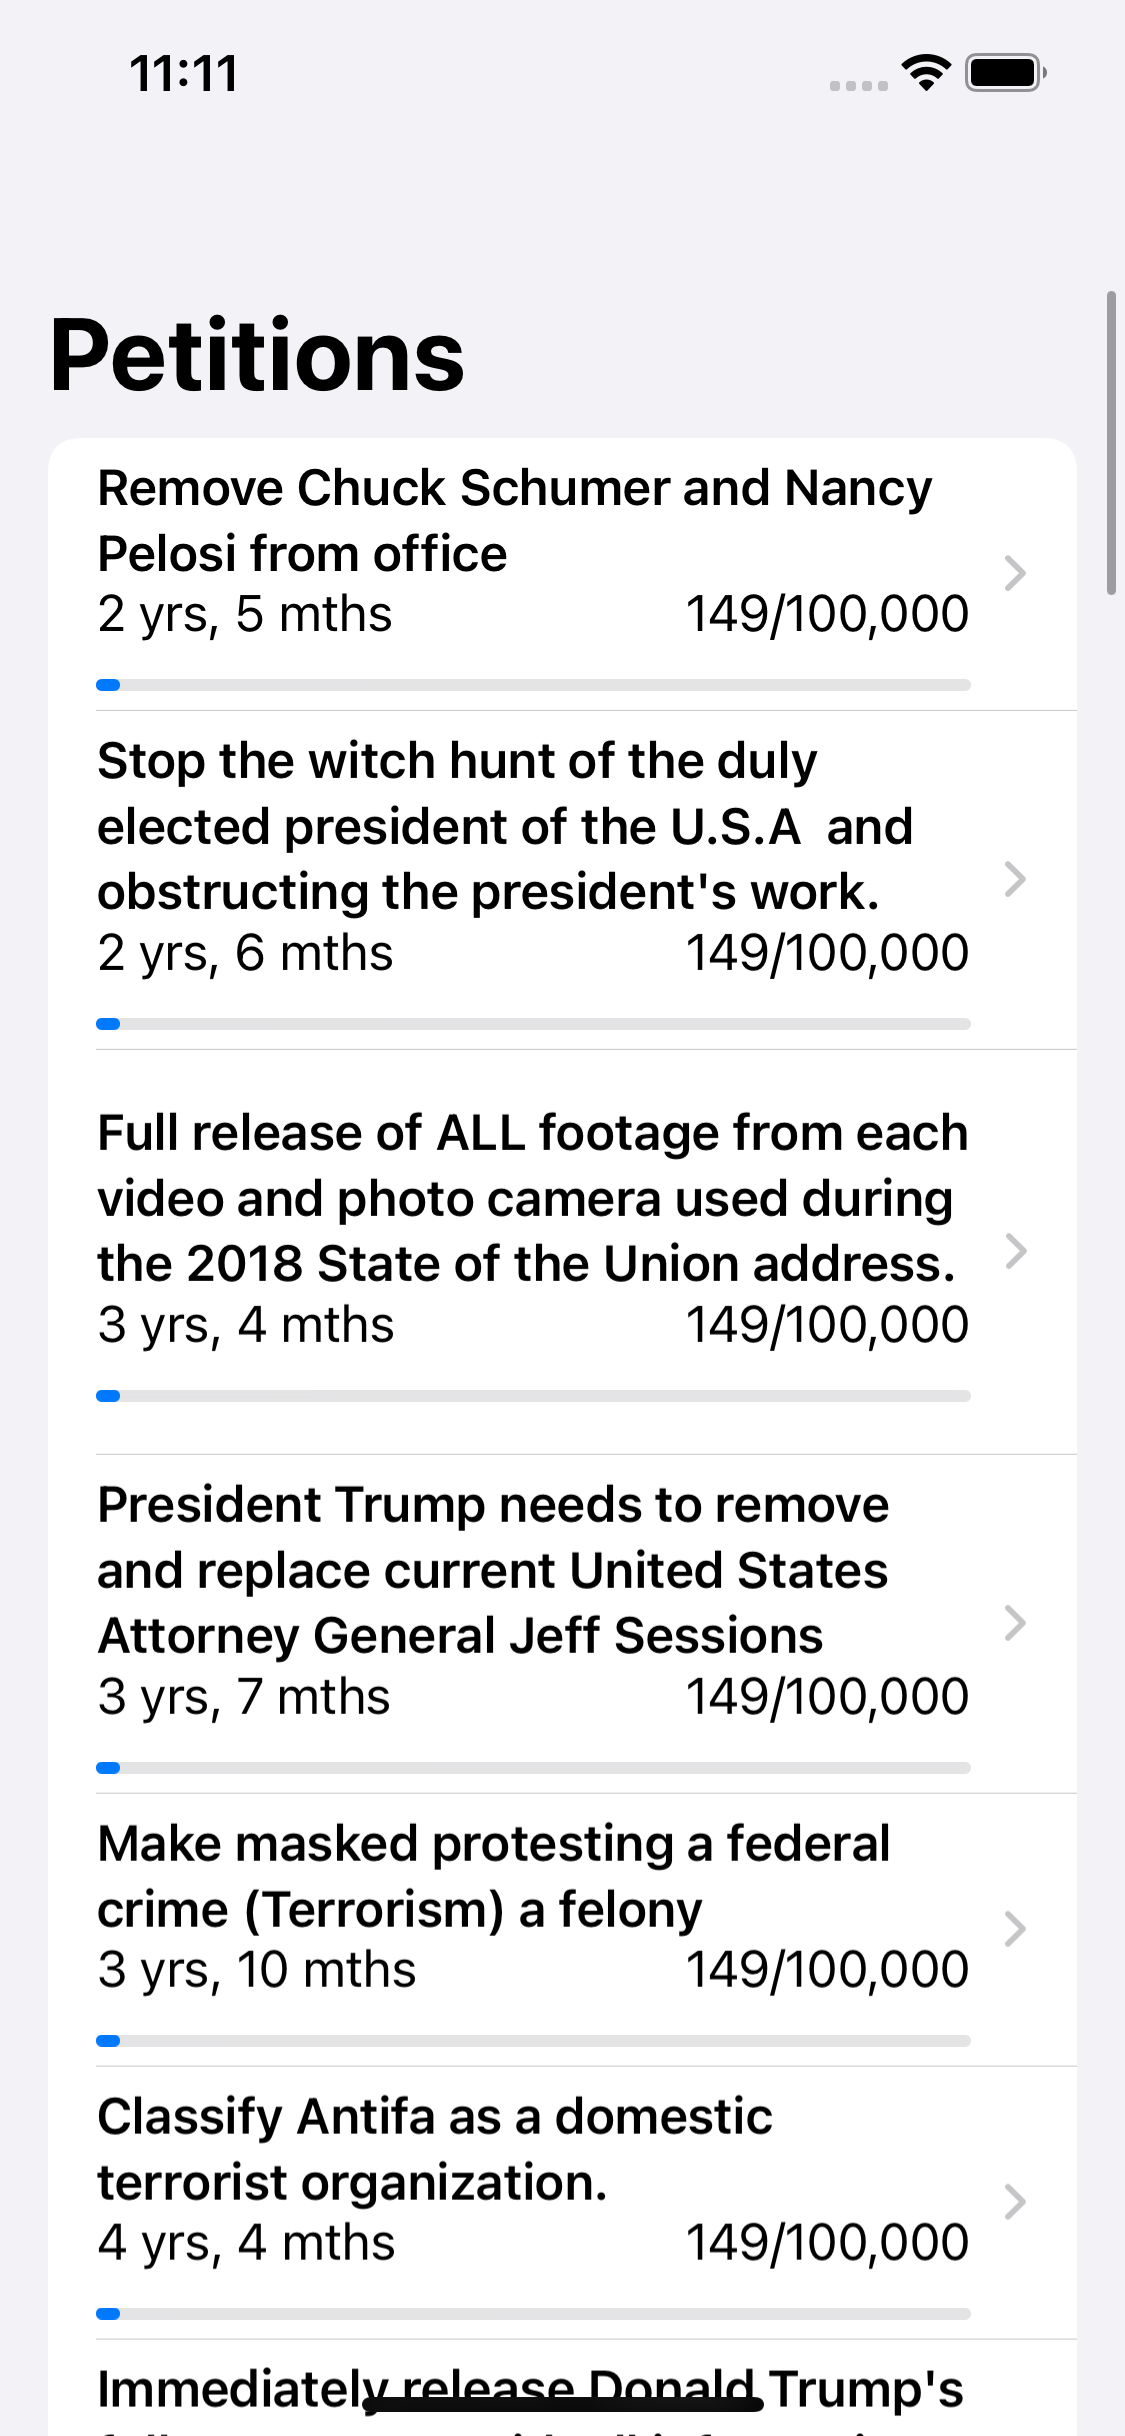 11:11
Petitions
Remove Chuck Schumer and Nancy
Pelosi from office
2 yrs, 5 mths 149/100,000
Stop the witch hunt of the duly
elected president of the U.S.A  and
obstructing the president's work.
2 yrs, 6 mths 149/100,000
Full release of ALL footage from each
video and photo camera used during
the 2018 State of the Union address.
3 yrs, 4 mths 149/100,000
President Trump needs to remove
and replace current United States
Attorney General Jeff Sessions
3 yrs, 7 mths 149/100,000
Make masked protesting a federal
crime (Terrorism) a felony
3 yrs, 10 mths 149/100,000
Classify Antifa as a domestic
terrorist organization.
4 yrs, 4 mths 149/100,000
Immediately release Donald Trump's